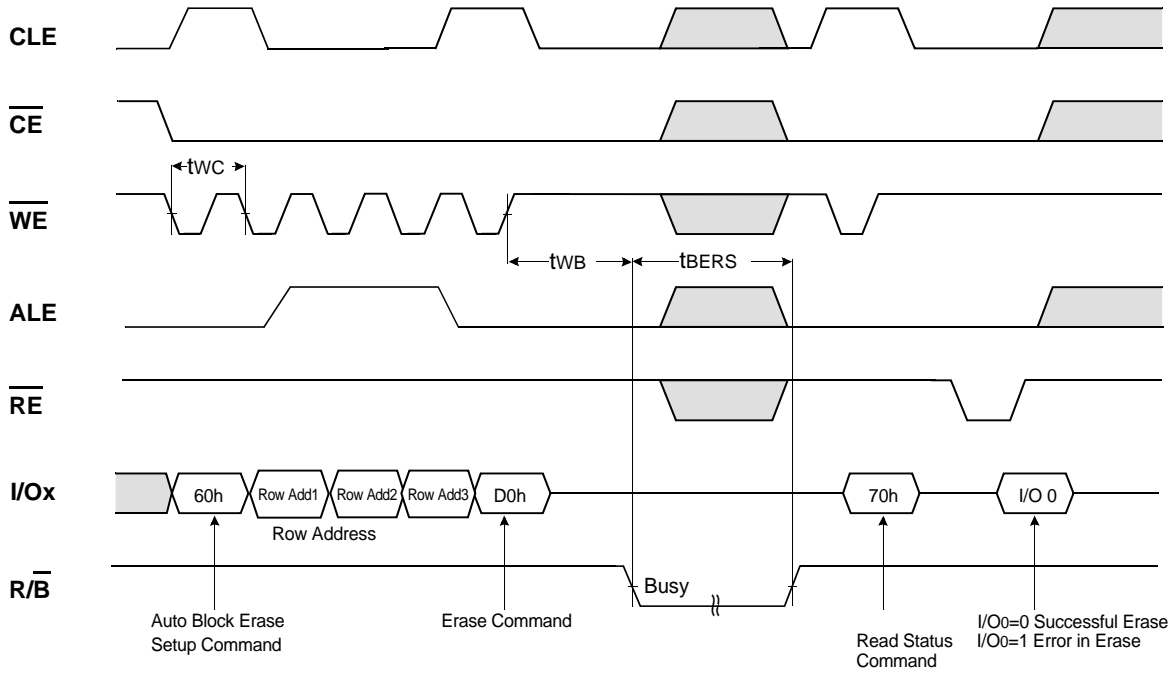 CLE
CE
tWC
WE
tWB
tBERS
ALE
RE
I/Ox
60h
Row Add1
Row Add2
Row Add3
D0h
70h
I/O 0
Row Address
R/B
Busy
Auto Block Erase
Setup Command
Erase Command
Read Status
Command
I/O0=0 Successful Erase
I/O0=1 Error in Erase